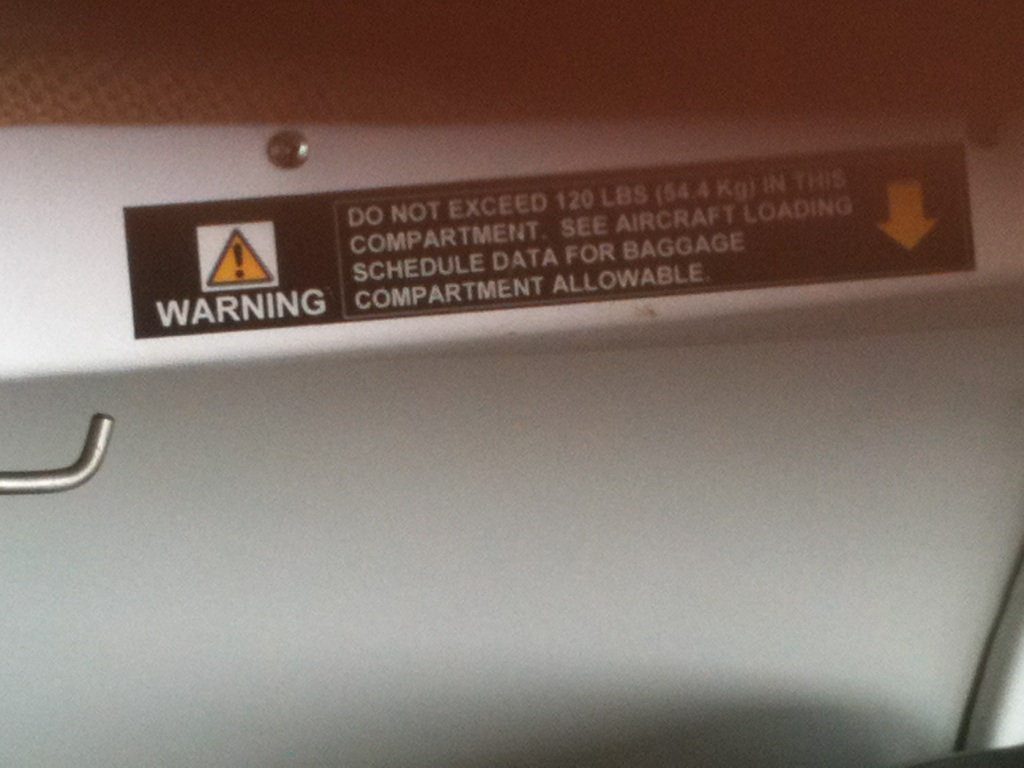 WARNING
DO NOT EXCEED 120 LBS (54.4 Kg) IN THIS
COMPARTMENT. SEE AIRCRAFT LOADING
SCHEDULE DATA FOR BAGGAGE
COMPARTMENT ALLOWABLE.